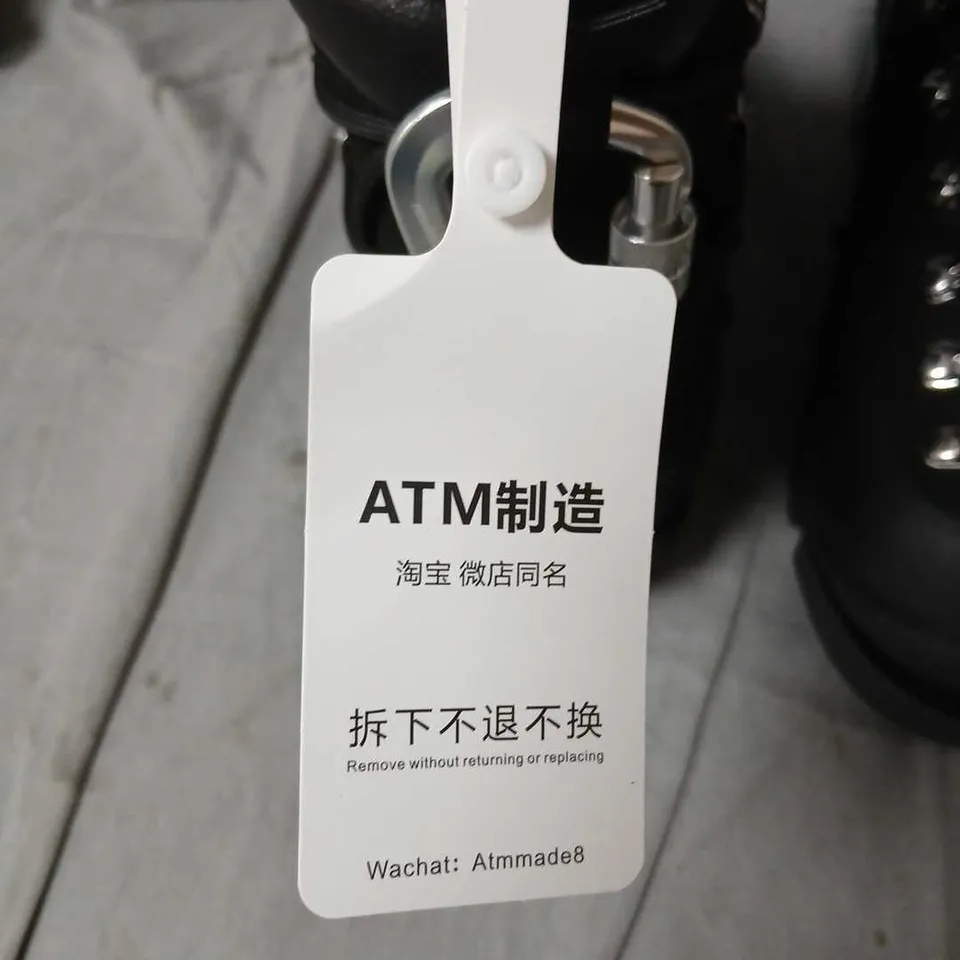 ATM制造
淘宝 微店同名
拆下不退不换
Remove without returning or replacing
Wachat: Atmmade8